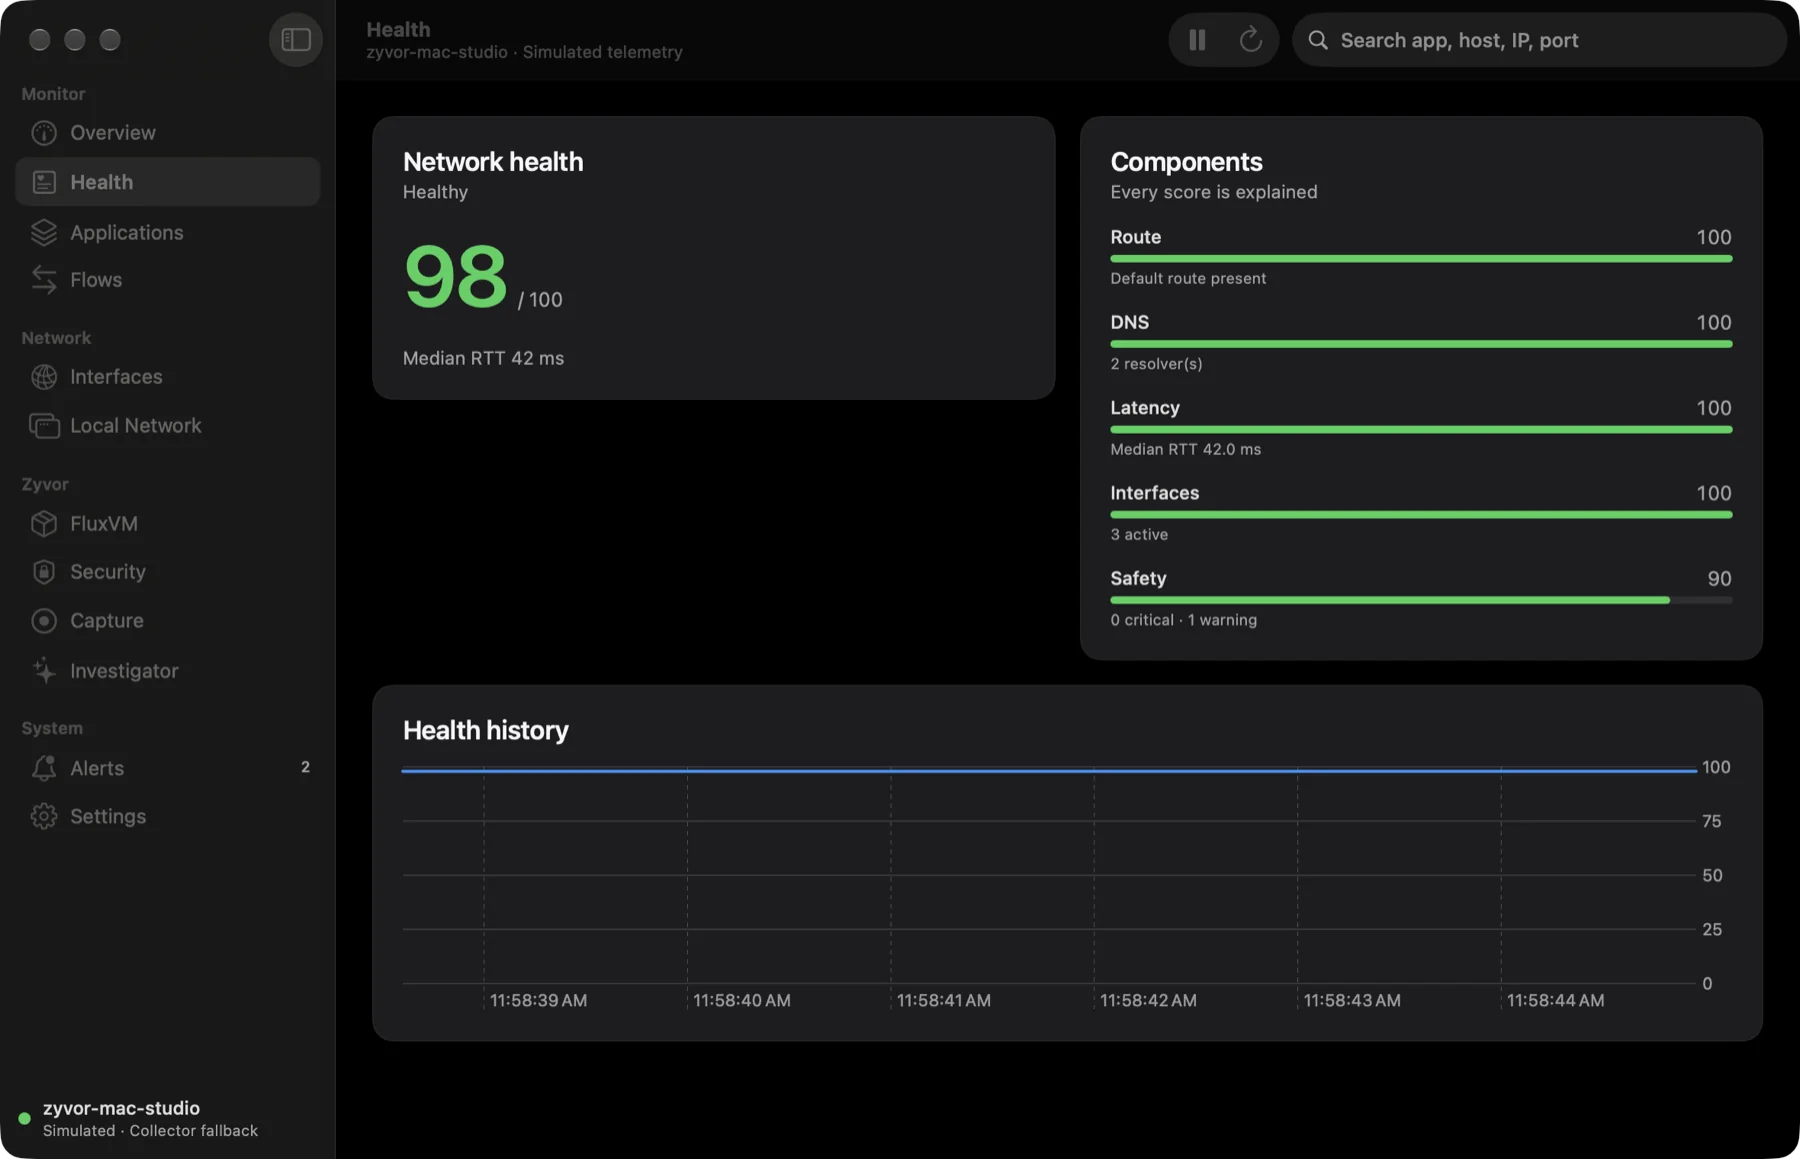 Monitor
Overview
Health
Applications
Flows
Network
Interfaces
Local Network
Zyvor
FluxVM
Security
Capture
Investigator
System
Alerts 2
Settings
zyvor-mac-studio
Simulated · Collector fallback
Health
zyvor-mac-studio · Simulated telemetry
Search app, host, IP, port
Network health
Healthy
98 / 100
Median RTT 42 ms
Components
Every score is explained
Route 100
Default route present
DNS 100
2 resolver(s)
Latency 100
Median RTT 42.0 ms
Interfaces 100
3 active
Safety 90
0 critical · 1 warning
Health history
100
75
50
25
0
11:58:39 AM 11:58:40 AM 11:58:41 AM 11:58:42 AM 11:58:43 AM 11:58:44 AM